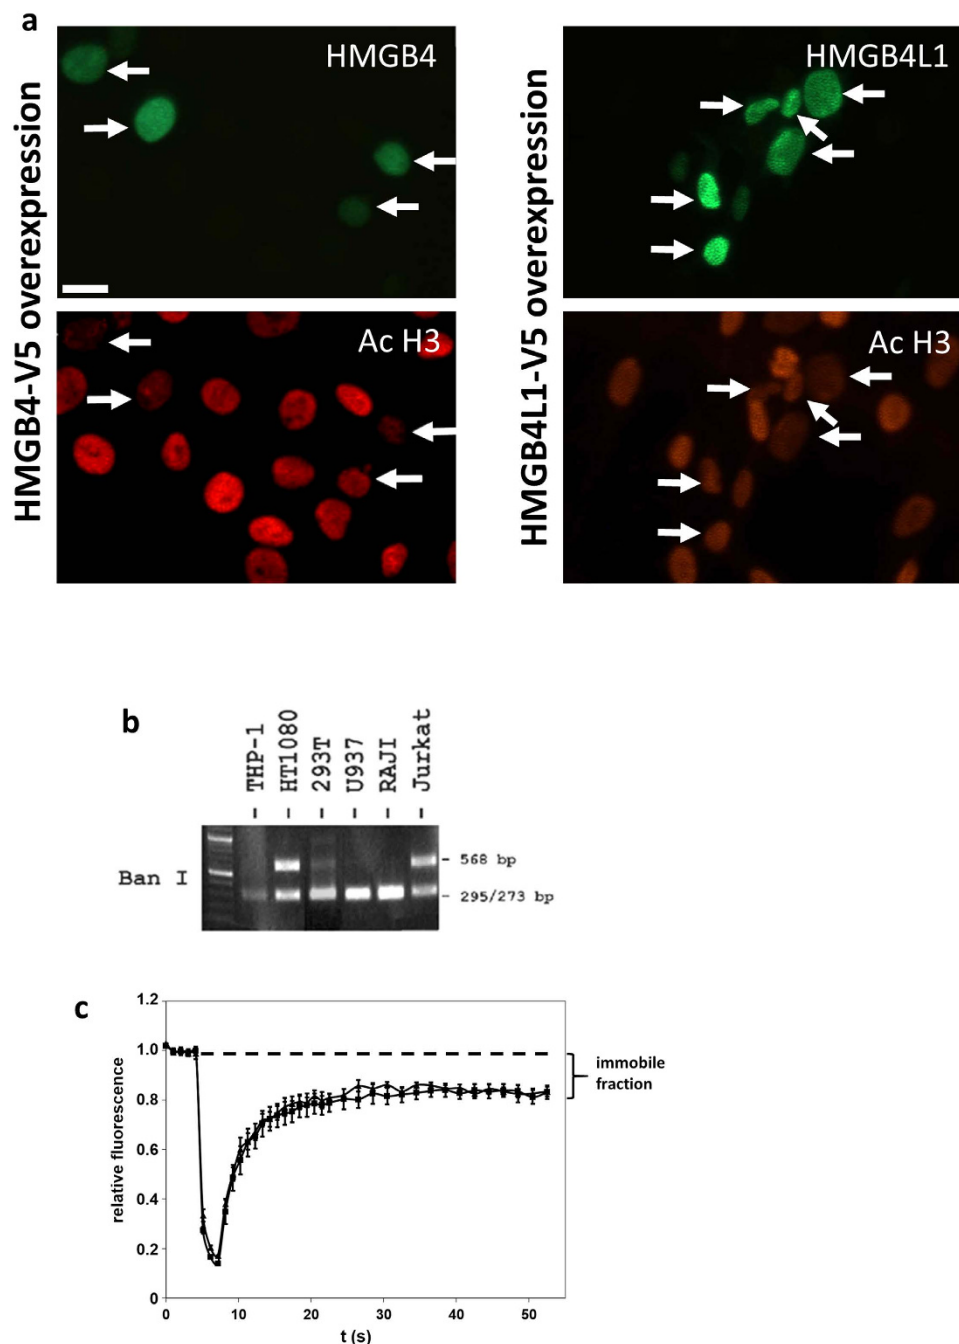 a
HMGB4-V5 overexpression
HMGB4
Ac H3
HMGB4L1-V5 overexpression
HMGB4L1
Ac H3
b
- THP-1
- HT1080
- 293T
- U937
- RAJI
- Jurkat
Ban I
- 568 bp
- 295/273 bp
c
relative fluorescence
1.2
1.0
0.8
0.6
0.4
0.2
0
immobile
fraction
0 10 20 30 40 50
t (s)